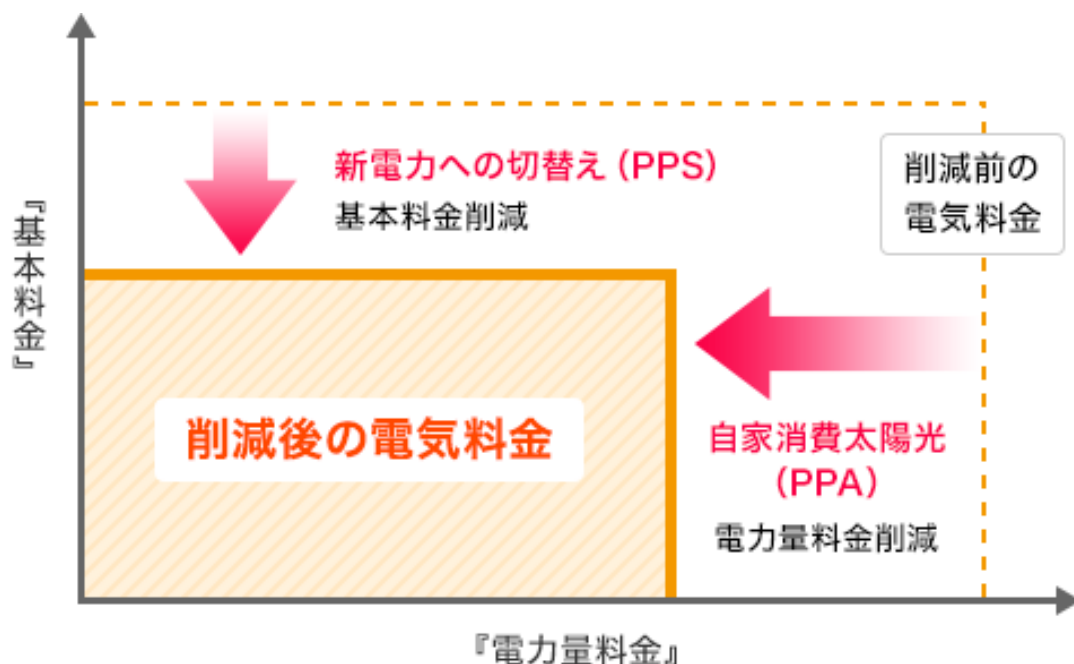 新電力への切替え（PPS）
基本料金削減
削減前の
電気料金
『基本料金』
削減後の電気料金
自家消費太陽光
（PPA）
電力量料金削減
『電力量料金』